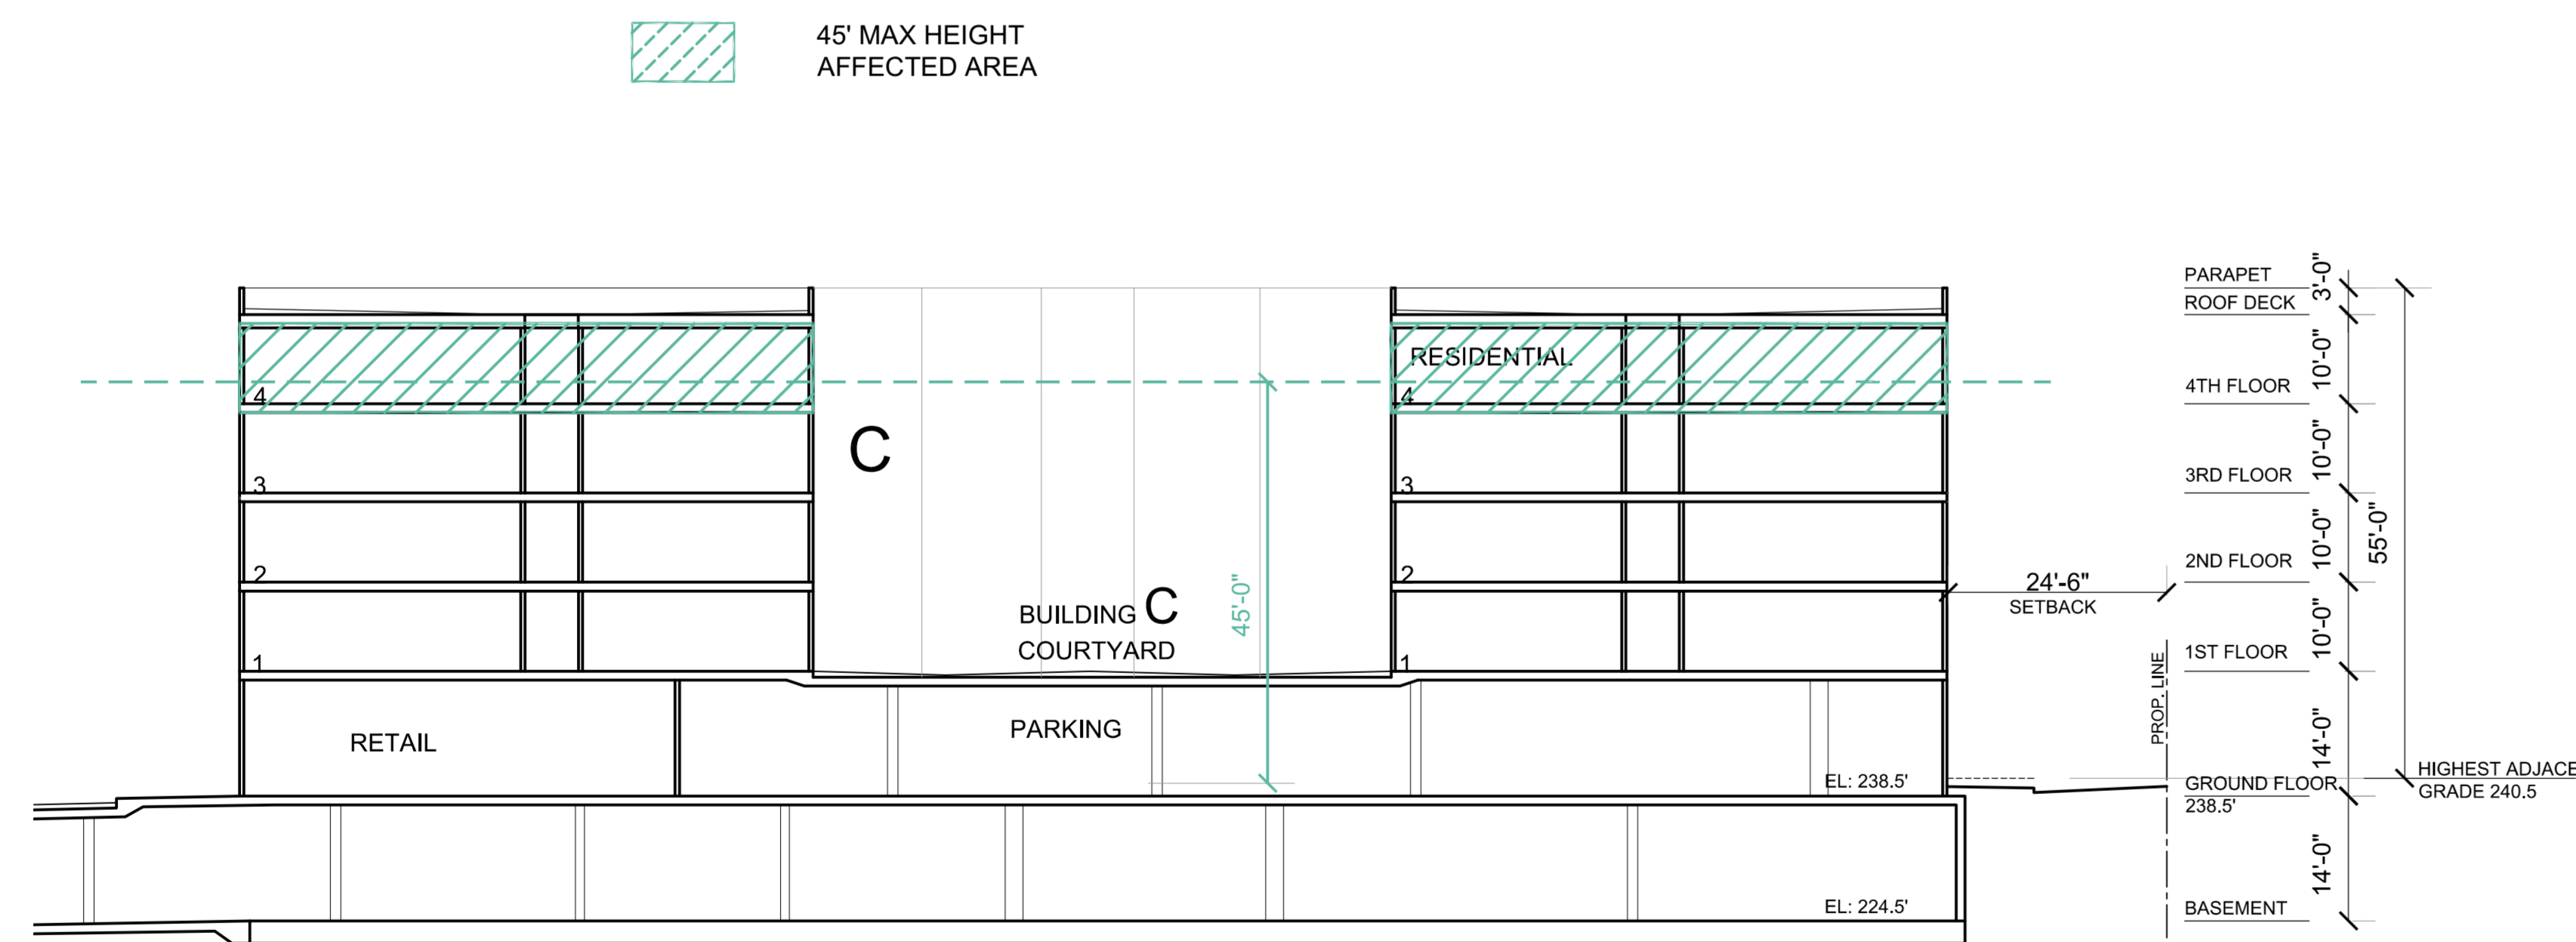 45' MAX HEIGHT
AFFECTED AREA
PARAPET
3'-0"
ROOF DECK
RESIDENTIAL
10'-0"
4
4
4TH FLOOR
C
10'-0"
3
3
3RD FLOOR
55'-0"
10'-0"
2
2
2ND FLOOR
24'-6"
SETBACK
45'-0"
BUILDING C
COURTYARD
10'-0"
1
1
1ST FLOOR
PROP. LINE
RETAIL
PARKING
14'-0"
EL: 238.5'
GROUND FLOOR
238.5'
HIGHEST ADJACE
GRADE 240.5
14'-0"
EL: 224.5'
BASEMENT